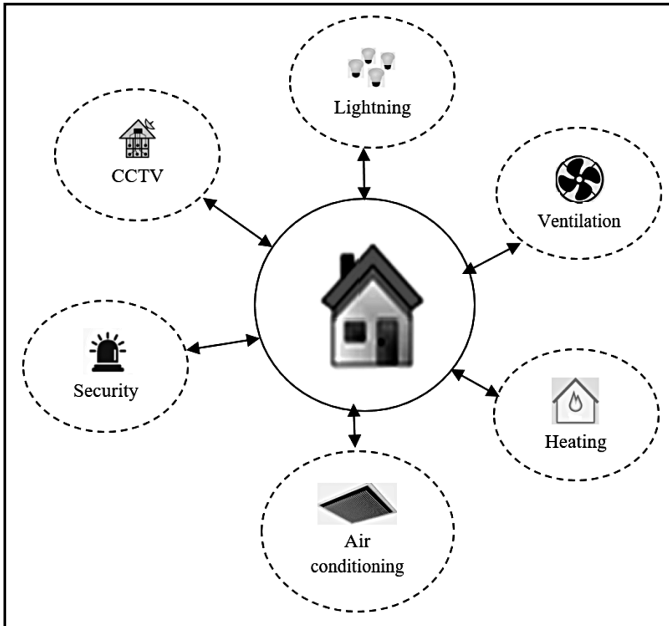 Lightning
CCTV
Ventilation
Security
Heating
Air
conditioning